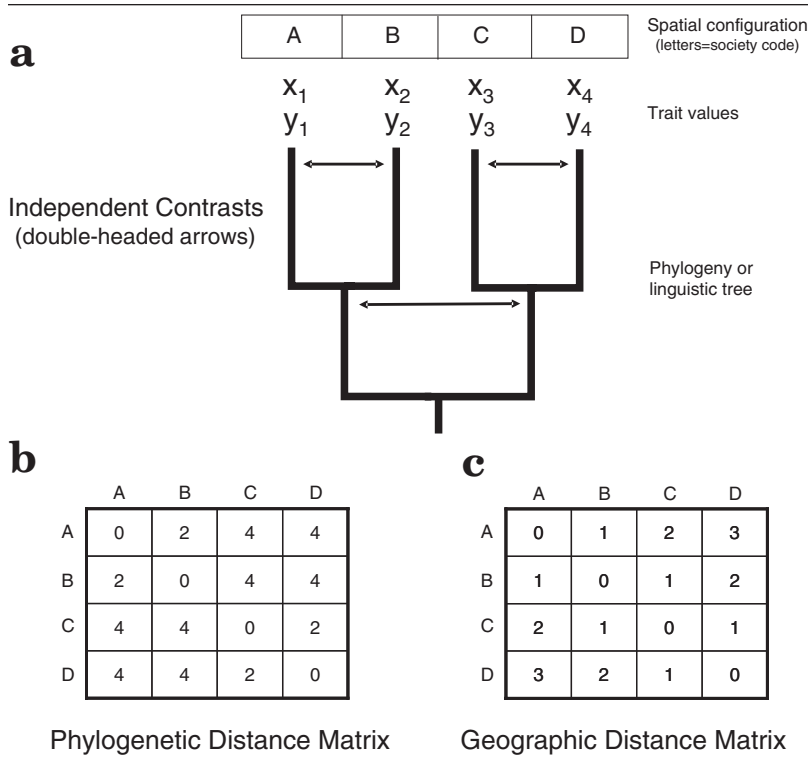 a
A B C D
Spatial configuration
(letters=society code)
x1 x2 x3 x4
y1 y2 y3 y4
Trait values
Independent Contrasts
(double-headed arrows)
Phylogeny or
linguistic tree
b
A B C D
A 0 2 4 4
B 2 0 4 4
C 4 4 0 2
D 4 4 2 0
Phylogenetic Distance Matrix
c
A B C D
A 0 1 2 3
B 1 0 1 2
C 2 1 0 1
D 3 2 1 0
Geographic Distance Matrix